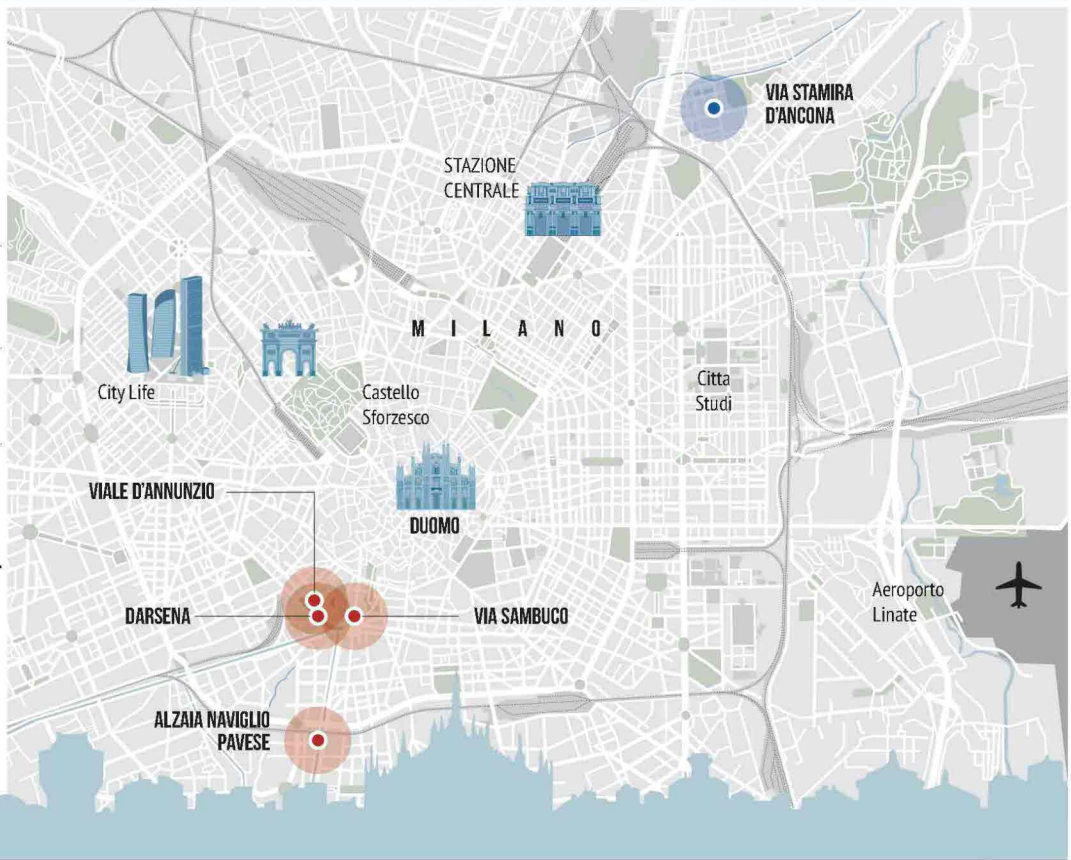 VIA STAMIRA
D'ANCONA
STAZIONE
CENTRALE
MILANO
City Life
Castello
Sforzesco
Citta
Studi
VIALE D'ANNUNZIO
DUOMO
DARSENA
VIA SAMBUCO
Aeroporto
Linate
ALZAIA NAVIGLIO
PAVESE